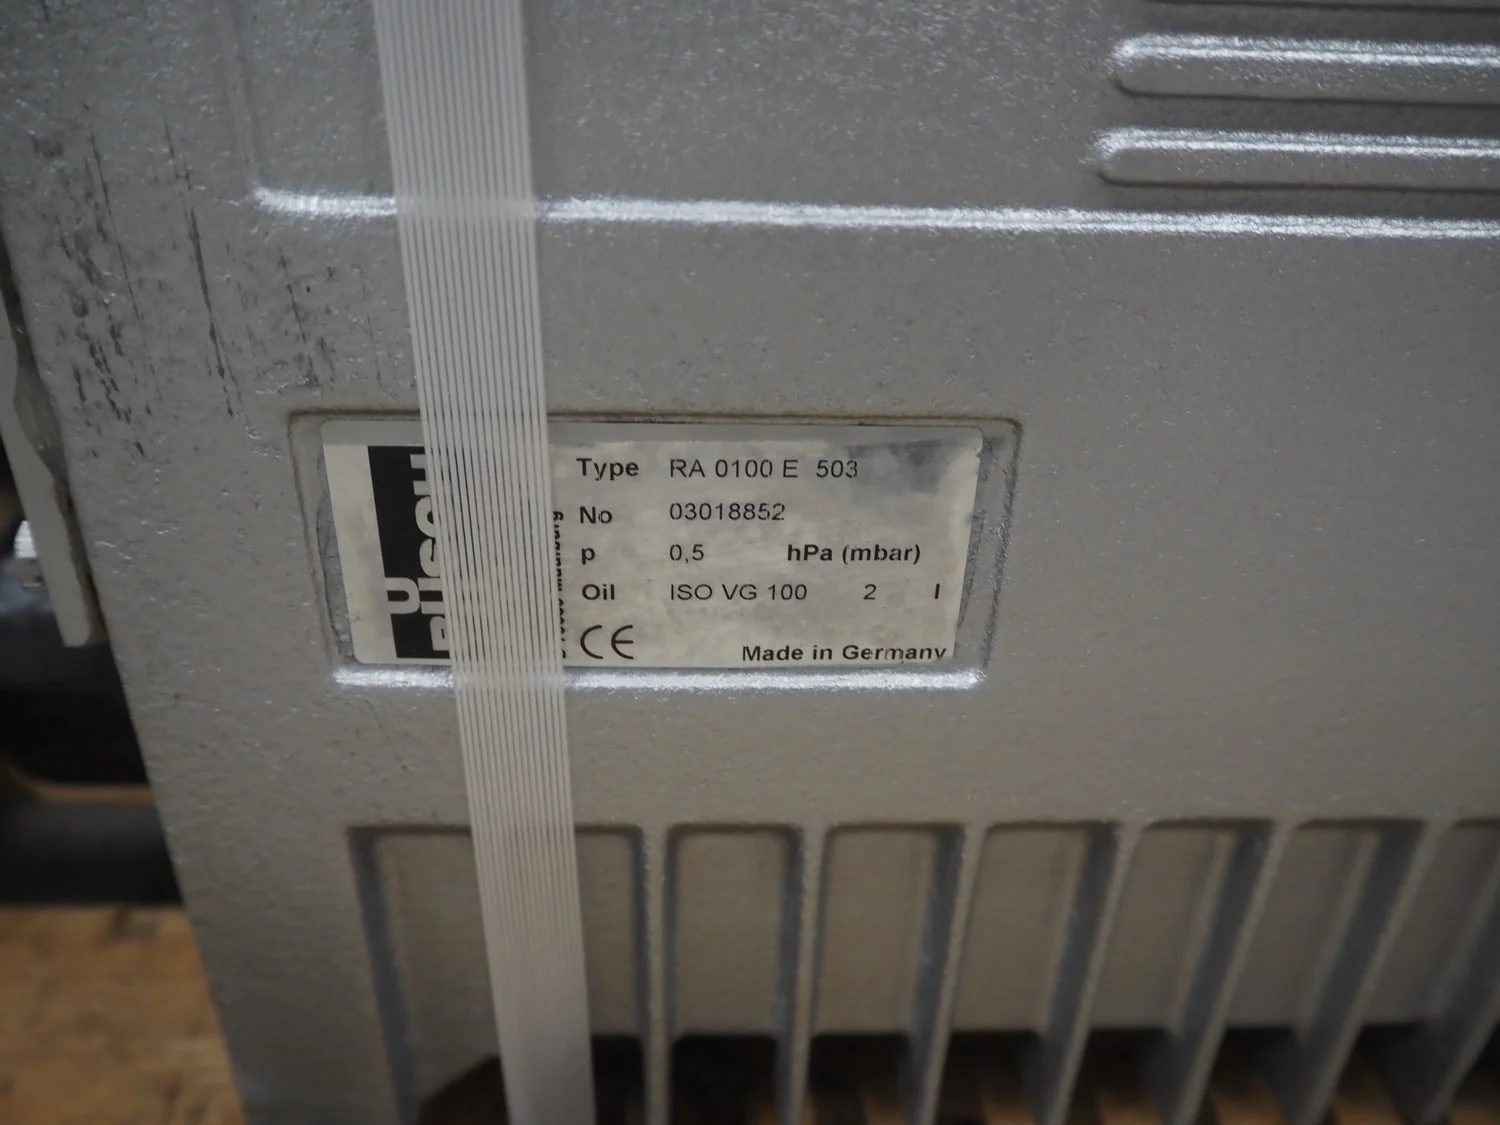 Type RA 0100 E 503
No 03018852
p 0,5 hPa (mbar)
Oil ISO VG 100 2 l
CE
Made in Germany
BUSCH